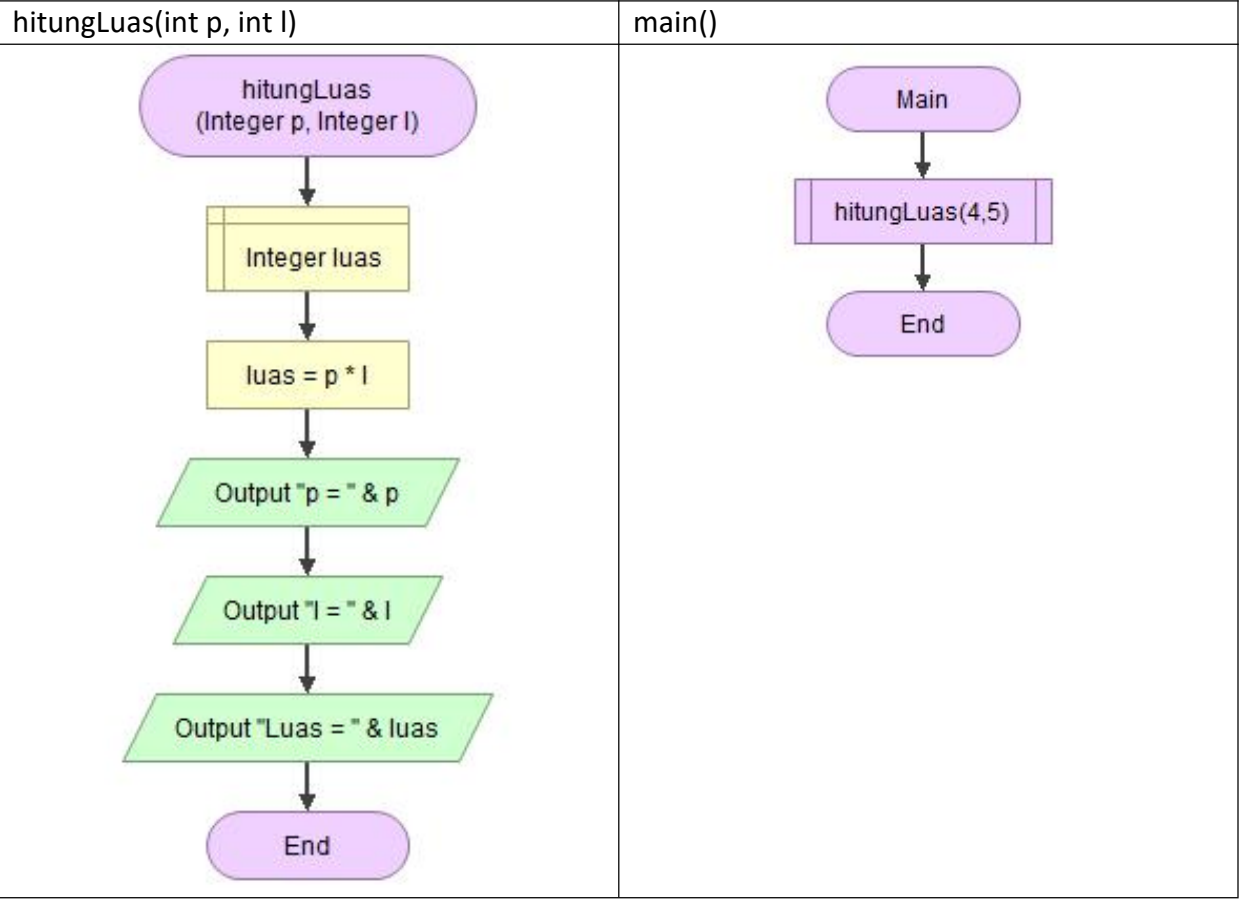 hitungLuas(int p, int l)
main()
hitungLuas
(Integer p, Integer l)
Integer luas
luas = p * l
Output "p = " & p
Output "l = " & l
Output "Luas = " & luas
End
Main
hitungLuas(4,5)
End